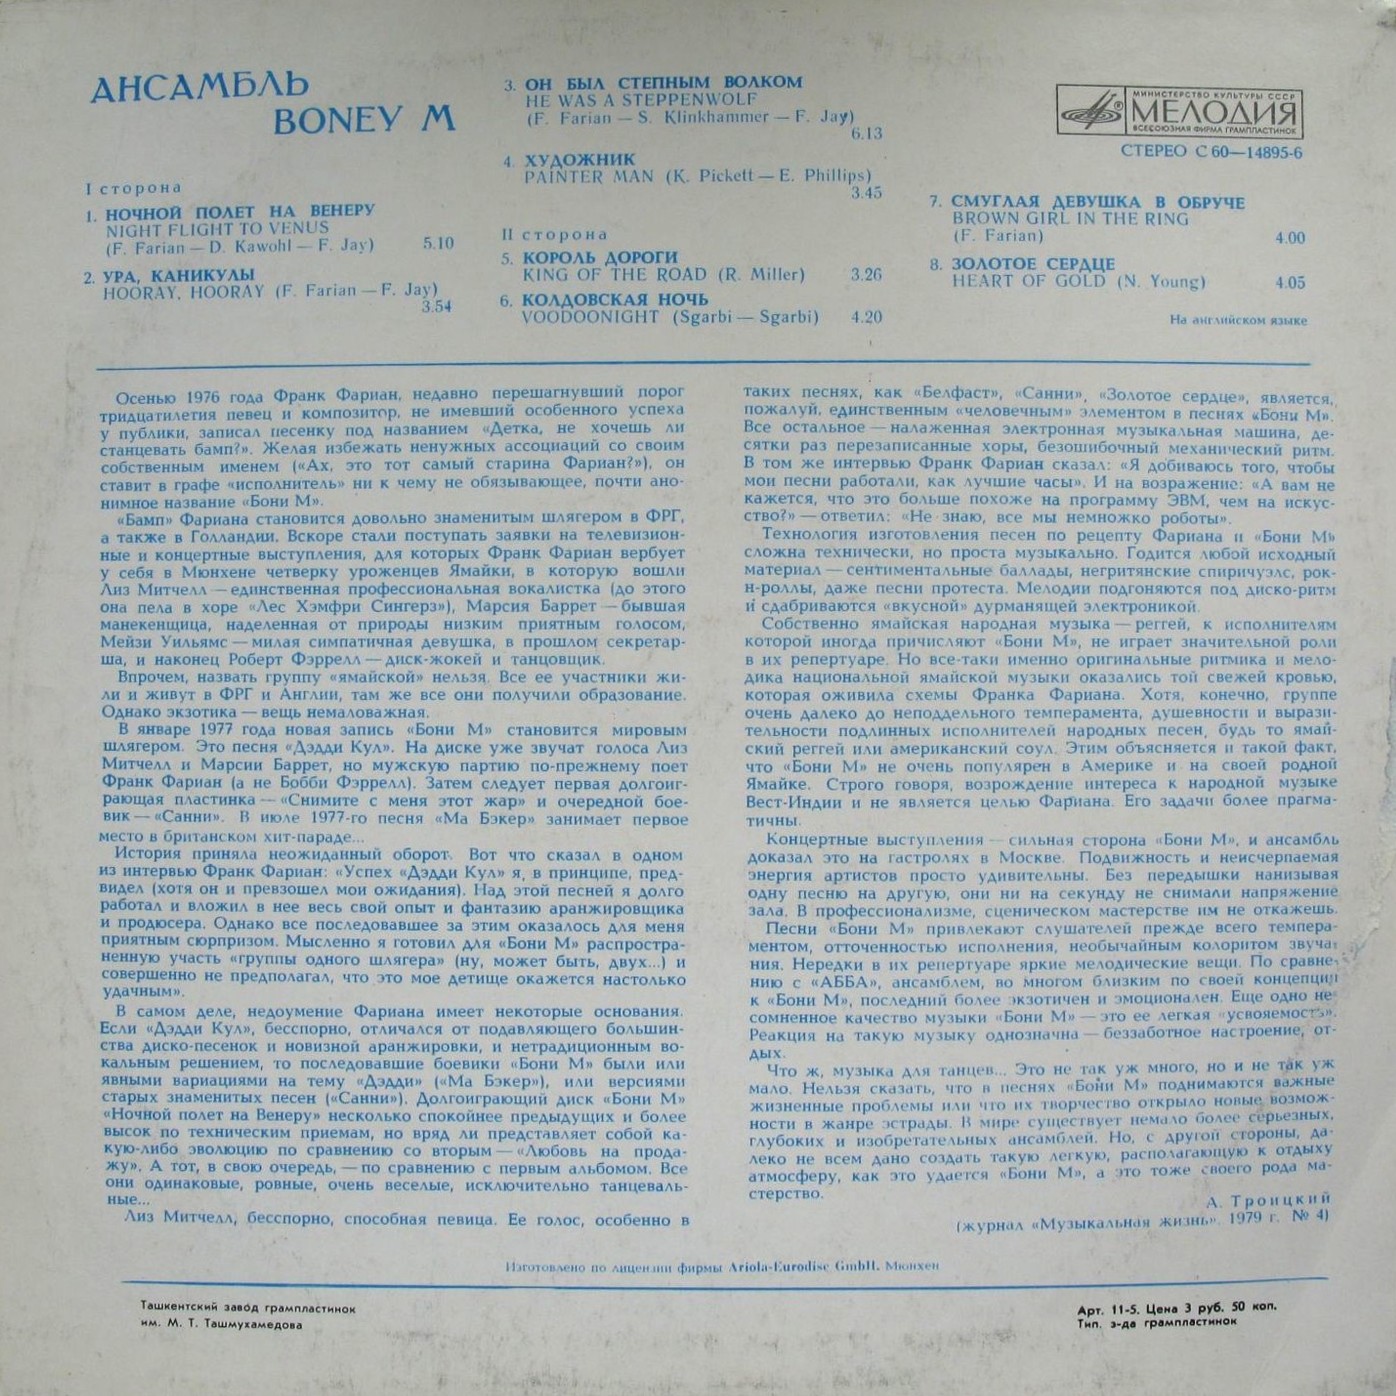 АНСАМБЛЬ
BONEY M
I сторона
1. НОЧНОЙ ПОЛЕТ НА ВЕНЕРУ
NIGHT FLIGHT TO VENUS
(F. Farian — D. Kawohl — F. Jay) 5.10
2. УРА, КАНИКУЛЫ
HOORAY, HOORAY (F. Farian — F. Jay)
3.54
3. ОН БЫЛ СТЕПНЫМ ВОЛКОМ
HE WAS A STEPPENWOLF
(F. Farian — S. Klinkhammer — F. Jay)
6.13
4. ХУДОЖНИК
PAINTER MAN (K. Pickett — E. Phillips)
3.45
II сторона
5. КОРОЛЬ ДОРОГИ
KING OF THE ROAD (R. Miller) 3.26
6. КОЛДОВСКАЯ НОЧЬ
VOODOONIGHT (Sgarbi — Sgarbi) 4.20
МИНИСТЕРСТВО КУЛЬТУРЫ СССР
МЕЛОДИЯ
ВСЕСОЮЗНАЯ ФИРМА ГРАМПЛАСТИНОК
СТЕРЕО С 60—14895-6
7. СМУГЛАЯ ДЕВУШКА В ОБРУЧЕ
BROWN GIRL IN THE RING
(F. Farian) 4.00
8. ЗОЛОТОЕ СЕРДЦЕ
HEART OF GOLD (N. Young) 4.05
На английском языке
Осенью 1976 года Франк Фариан, недавно перешагнувший порог
тридцатилетия певец и композитор, не имевший особенного успеха
у публики, записал песенку под названием «Детка, не хочешь ли
станцевать бамп?». Желая избежать ненужных ассоциаций со своим
собственным именем («Ах, это тот самый старина Фариан?»), он
ставит в графе «исполнитель» ни к чему не обязывающее, почти ано-
нимное название «Бони М».
«Бамп» Фариана становится довольно знаменитым шлягером в ФРГ,
а также в Голландии. Вскоре стали поступать заявки на телевизион-
ные и концертные выступления, для которых Франк Фариан вербует
у себя в Мюнхене четверку уроженцев Ямайки, в которую вошли
Лиз Митчелл — единственная профессиональная вокалистка (до этого
она пела в хоре «Лес Хэмфри Сингерз»), Марсия Баррет — бывшая
манекенщица, наделенная от природы низким приятным голосом,
Мейзи Уильямс — милая симпатичная девушка, в прошлом секретар-
ша, и наконец Роберт Фэррелл — диск-жокей и танцовщик.
Впрочем, назвать группу «ямайской» нельзя. Все ее участники жи-
ли и живут в ФРГ и Англии, там же все они получили образование.
Однако экзотика — вещь немаловажная.
В январе 1977 года новая запись «Бони М» становится мировым
шлягером. Это песня «Дэдди Кул». На диске уже звучат голоса Лиз
Митчелл и Марсии Баррет, но мужскую партию по-прежнему поет
Франк Фариан (а не Бобби Фэррелл). Затем следует первая долгоиг-
рающая пластинка — «Снимите с меня этот жар» и очередной бое-
вик — «Санни». В июле 1977-го песня «Ма Бэкер» занимает первое
место в британском хит-параде...
История приняла неожиданный оборот. Вот что сказал в одном
из интервью Франк Фариан: «Успех «Дэдди Кул» я, в принципе, пред-
видел (хотя он и превзошел мои ожидания). Над этой песней я долго
работал и вложил в нее весь свой опыт и фантазию аранжировщика
и продюсера. Однако все последовавшее за этим оказалось для меня
приятным сюрпризом. Мысленно я готовил для «Бони М» распростра-
ненную участь «группы одного шлягера» (ну, может быть, двух...) и
совершенно не предполагал, что это мое детище окажется настолько
удачным».
В самом деле, недоумение Фариана имеет некоторые основания.
Если «Дэдди Кул», бесспорно, отличался от подавляющего большин-
ства диско-песенок и новизной аранжировки, и нетрадиционным во-
кальным решением, то последовавшие боевики «Бони М» были или
явными вариациями на тему «Дэдди» («Ма Бэкер»), или версиями
старых знаменитых песен («Санни»). Долгоиграющий диск «Бони М»
«Ночной полет на Венеру» несколько спокойнее предыдущих и более
высок по техническим приемам, но вряд ли представляет собой ка-
кую-либо эволюцию по сравнению со вторым — «Любовь на прода-
жу». А тот, в свою очередь, — по сравнению с первым альбомом. Все
они одинаковые, ровные, очень веселые, исключительно танцеваль-
ные...
Лиз Митчелл, бесспорно, способная певица. Ее голос, особенно в
таких песнях, как «Белфаст», «Санни», «Золотое сердце», является,
пожалуй, единственным «человечным» элементом в песнях «Бони М».
Все остальное — налаженная электронная музыкальная машина, де-
сятки раз перезаписанные хоры, безошибочный механический ритм.
В том же интервью Франк Фариан сказал: «Я добиваюсь того, чтобы
мои песни работали, как лучшие часы». И на возражение: «А вам не
кажется, что это больше похоже на программу ЭВМ, чем на искус-
ство?» — ответил: «Не знаю, все мы немножко роботы».
Технология изготовления песен по рецепту Фариана и «Бони М»
сложна технически, но проста музыкально. Годится любой исходный
материал — сентиментальные баллады, негритянские спиричуэлс, рок-
н-роллы, даже песни протеста. Мелодии подгоняются под диско-ритм
и сдабриваются «вкусной» дурманящей электроникой.
Собственно ямайская народная музыка — реггей, к исполнителям
которой иногда причисляют «Бони М», не играет значительной роли
в их репертуаре. Но все-таки именно оригинальные ритмика и мело-
дика национальной ямайской музыки оказались той свежей кровью,
которая оживила схемы Франка Фариана. Хотя, конечно, группе
очень далеко до неподдельного темперамента, душевности и вырази-
тельности подлинных исполнителей народных песен, будь то ямай-
ский реггей или американский соул. Этим объясняется и такой факт,
что «Бони М» не очень популярен в Америке и на своей родной
Ямайке. Строго говоря, возрождение интереса к народной музыке
Вест-Индии и не является целью Фариана. Его задачи более прагма-
тичны.
Концертные выступления — сильная сторона «Бони М», и ансамбль
доказал это на гастролях в Москве. Подвижность и неисчерпаемая
энергия артистов просто удивительны. Без передышки нанизывая
одну песню на другую, они ни на секунду не снимали напряжение
зала. В профессионализме, сценическом мастерстве им не откажешь.
Песни «Бони М» привлекают слушателей прежде всего темпера-
ментом, отточенностью исполнения, необычайным колоритом звуча-
ния. Нередки в их репертуаре яркие мелодические вещи. По сравне-
нию с «АББА», ансамблем, во многом близким по своей концепции
к «Бони М», последний более экзотичен и эмоционален. Еще одно не-
сомненное качество музыки «Бони М» — это ее легкая «усвояемость».
Реакция на такую музыку однозначна — беззаботное настроение, от-
дых.
Что ж, музыка для танцев... Это не так уж много, но и не так уж
мало. Нельзя сказать, что в песнях «Бони М» поднимаются важные
жизненные проблемы или что их творчество открыло новые возмож-
ности в жанре эстрады. В мире существует немало более серьезных,
глубоких и изобретательных ансамблей. Но, с другой стороны, да-
леко не всем дано создать такую легкую, располагающую к отдыху
атмосферу, как это удается «Бони М», а это тоже своего рода ма-
стерство.
А. Троицкий
(журнал «Музыкальная жизнь». 1979 г. № 4)
Изготовлено по лицензии фирмы Ariola-Eurodisc GmbH. Мюнхен
Ташкентский завод грампластинок
им. М. Т. Ташмухамедова
Арт. 11-5. Цена 3 руб. 50 коп.
Тип. з-да грампластинок